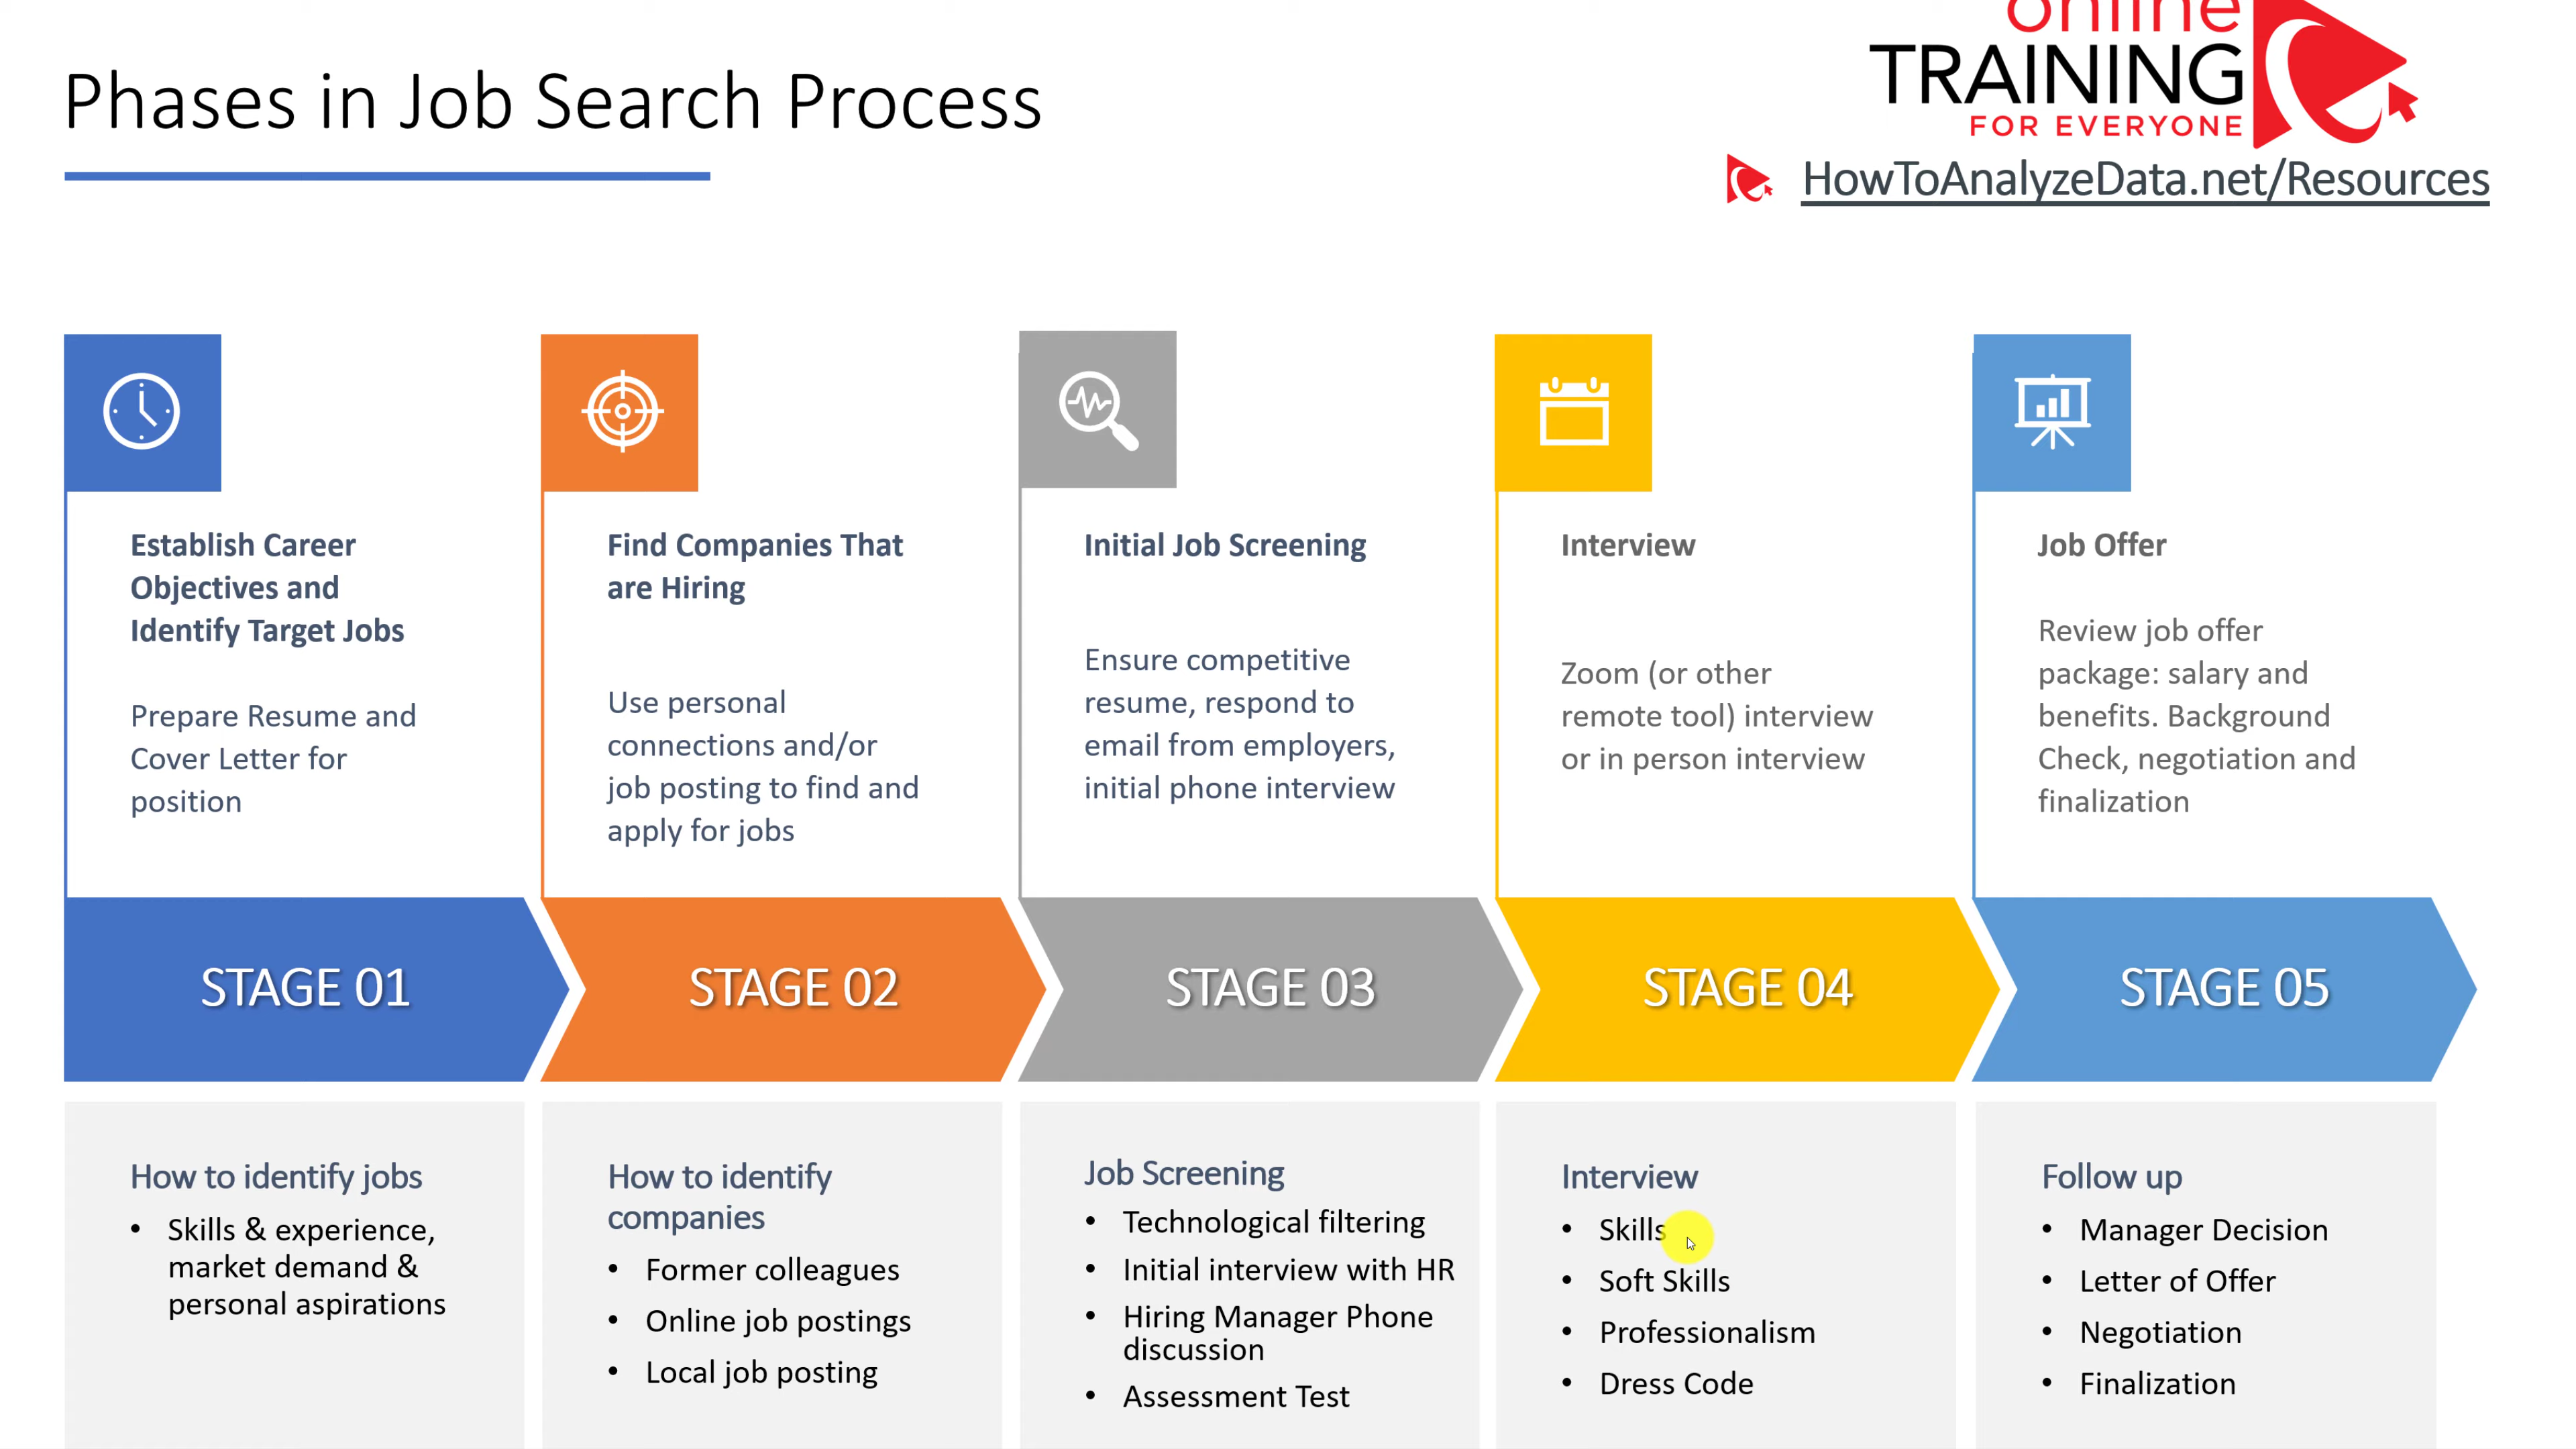 Phases in Job Search Process
online
TRAINING
FOR EVERYONE
HowToAnalyzeData.net/Resources
Establish Career
Objectives and
Identify Target Jobs
Prepare Resume and
Cover Letter for
position
Find Companies That
are Hiring
Use personal
connections and/or
job posting to find and
apply for jobs
Initial Job Screening
Ensure competitive
resume, respond to
email from employers,
initial phone interview
Interview
Zoom (or other
remote tool) interview
or in person interview
Job Offer
Review job offer
package: salary and
benefits. Background
Check, negotiation and
finalization
STAGE 01
STAGE 02
STAGE 03
STAGE 04
STAGE 05
How to identify jobs
• Skills & experience,
market demand &
personal aspirations
How to identify
companies
• Former colleagues
• Online job postings
• Local job posting
Job Screening
• Technological filtering
• Initial interview with HR
• Hiring Manager Phone
discussion
• Assessment Test
Interview
• Skills
• Soft Skills
• Professionalism
• Dress Code
Follow up
• Manager Decision
• Letter of Offer
• Negotiation
• Finalization